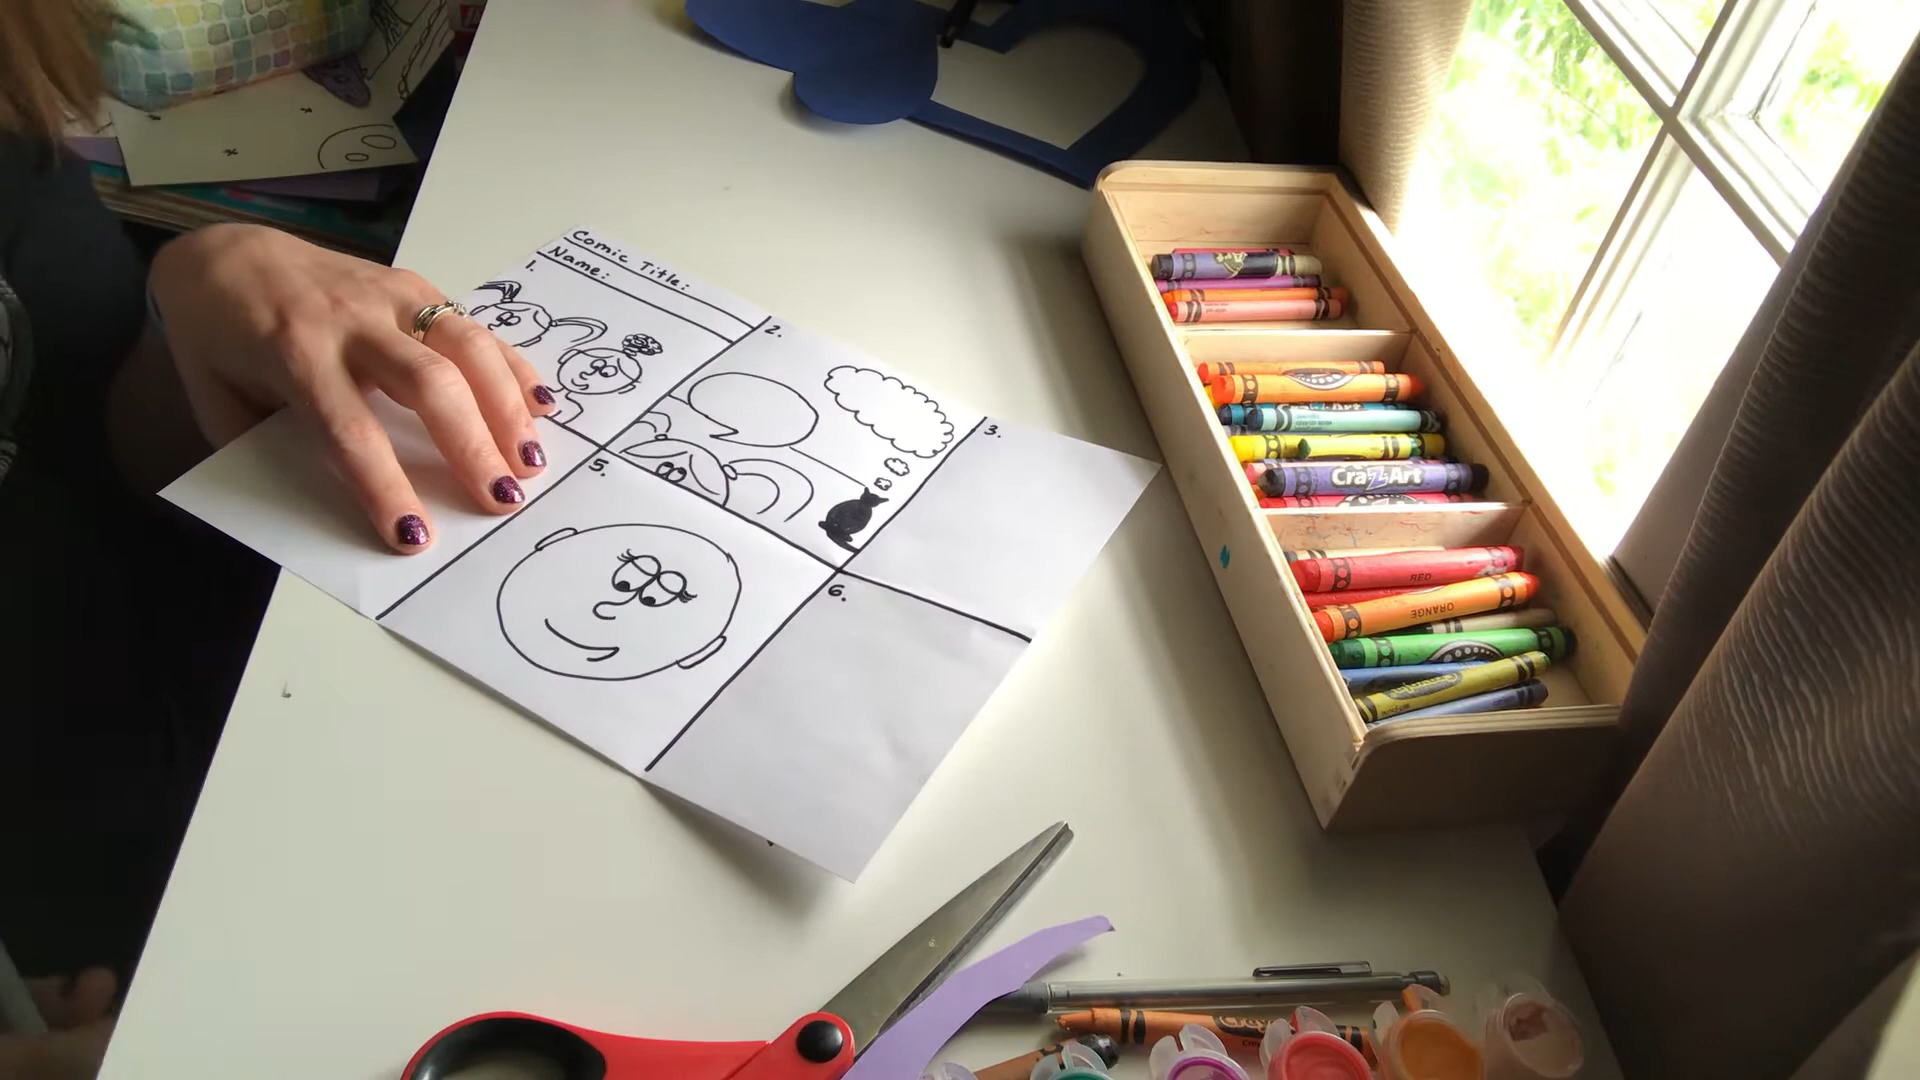 Comic Title:
Name:
1.
2.
3.
5.
6.
Cra-Z-Art
RED
ORANGE